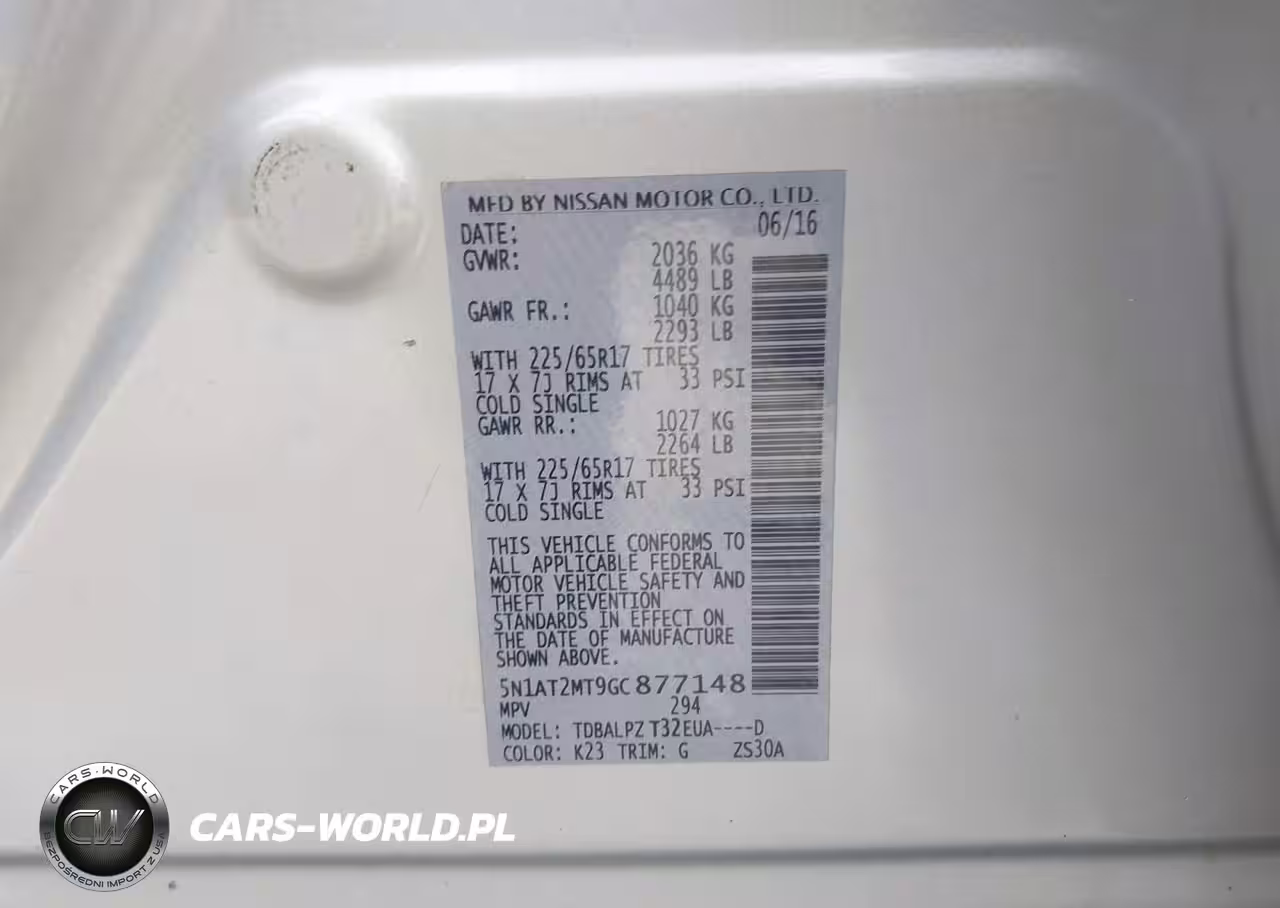 MFD BY NISSAN MOTOR CO., LTD.
DATE: 06/16
GVWR: 2036 KG
4489 LB
GAWR FR.: 1040 KG
2293 LB
WITH 225/65R17 TIRES
17 X 7J RIMS AT 33 PSI
COLD SINGLE
GAWR RR.: 1027 KG
2264 LB
WITH 225/65R17 TIRES
17 X 7J RIMS AT 33 PSI
COLD SINGLE
THIS VEHICLE CONFORMS TO
ALL APPLICABLE FEDERAL
MOTOR VEHICLE SAFETY AND
THEFT PREVENTION
STANDARDS IN EFFECT ON
THE DATE OF MANUFACTURE
SHOWN ABOVE.
5N1AT2MT9GC877148
MPV 294
MODEL: TDBALPZ T32EUA----D
COLOR: K23 TRIM: G ZS30A
CARS-WORLD
CW
BEZPOŚREDNI IMPORT Z USA
CARS-WORLD.PL